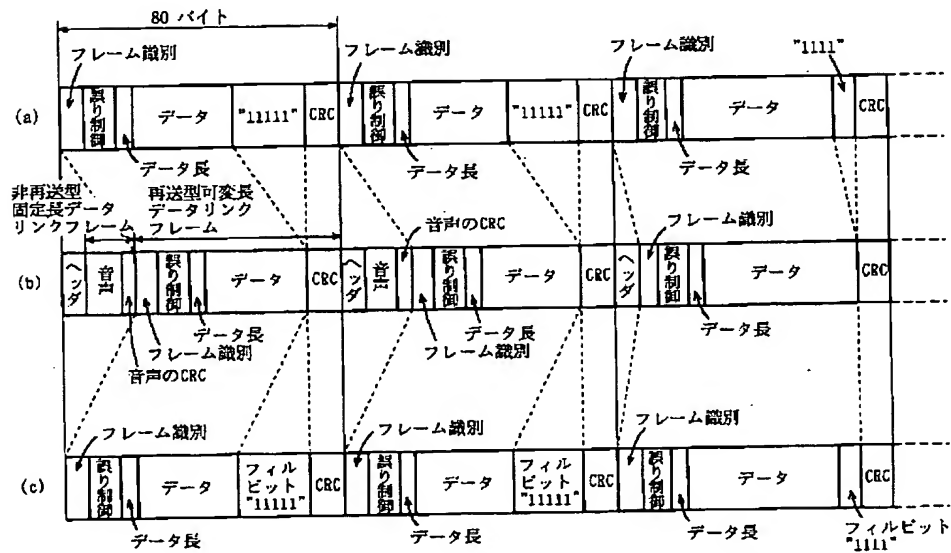 80 バイト
フレーム識別
フレーム識別
フレーム識別
"1111"
(a)
誤り制御
データ
"11111"
CRC
誤り制御
データ
"11111"
CRC
誤り制御
データ
CRC
データ長
データ長
データ長
非再送型
固定長データ
リンクフレーム
再送型可変長
データリンク
フレーム
音声のCRC
フレーム識別
(b)
ヘッダ
音声
誤り制御
データ
CRC
ヘッダ
音声
誤り制御
データ
CRC
ヘッダ
誤り制御
データ
CRC
データ長
フレーム識別
音声のCRC
データ長
フレーム識別
データ長
フレーム識別
フレーム識別
フレーム識別
(c)
誤り制御
データ
フィル
ビット
"11111"
CRC
誤り制御
データ
フィル
ビット
"11111"
CRC
誤り制御
データ
CRC
データ長
データ長
データ長
フィルビット
"1111"